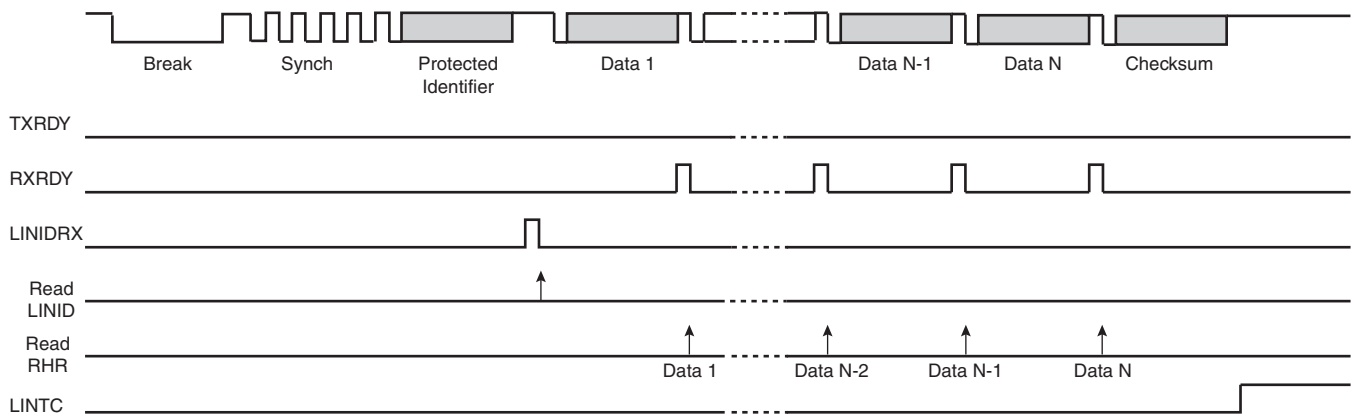 Break Synch Protected Data 1 Data N-1 Data N Checksum
Identifier
TXRDY
RXRDY
LINIDRX
Read
LINID
Read
RHR
Data 1 Data N-2 Data N-1 Data N
LINTC